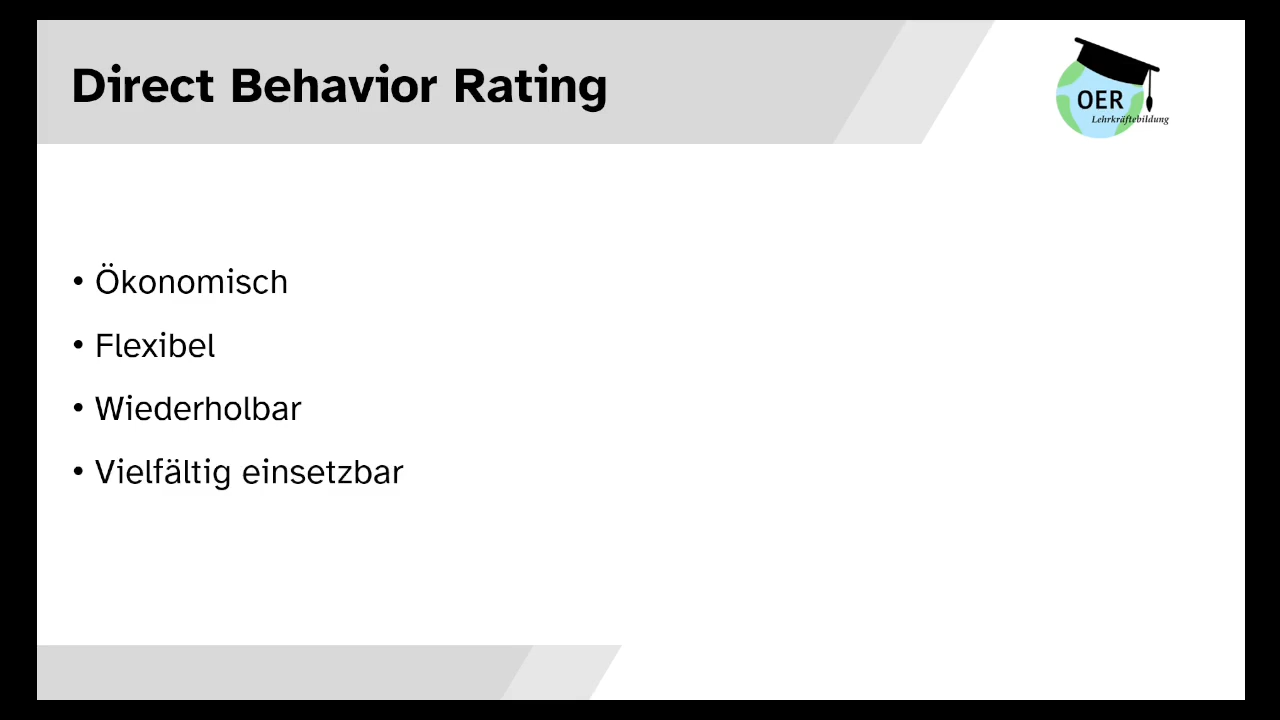 Direct Behavior Rating
OER
Lehrkräftebildung
• Ökonomisch
• Flexibel
• Wiederholbar
• Vielfältig einsetzbar